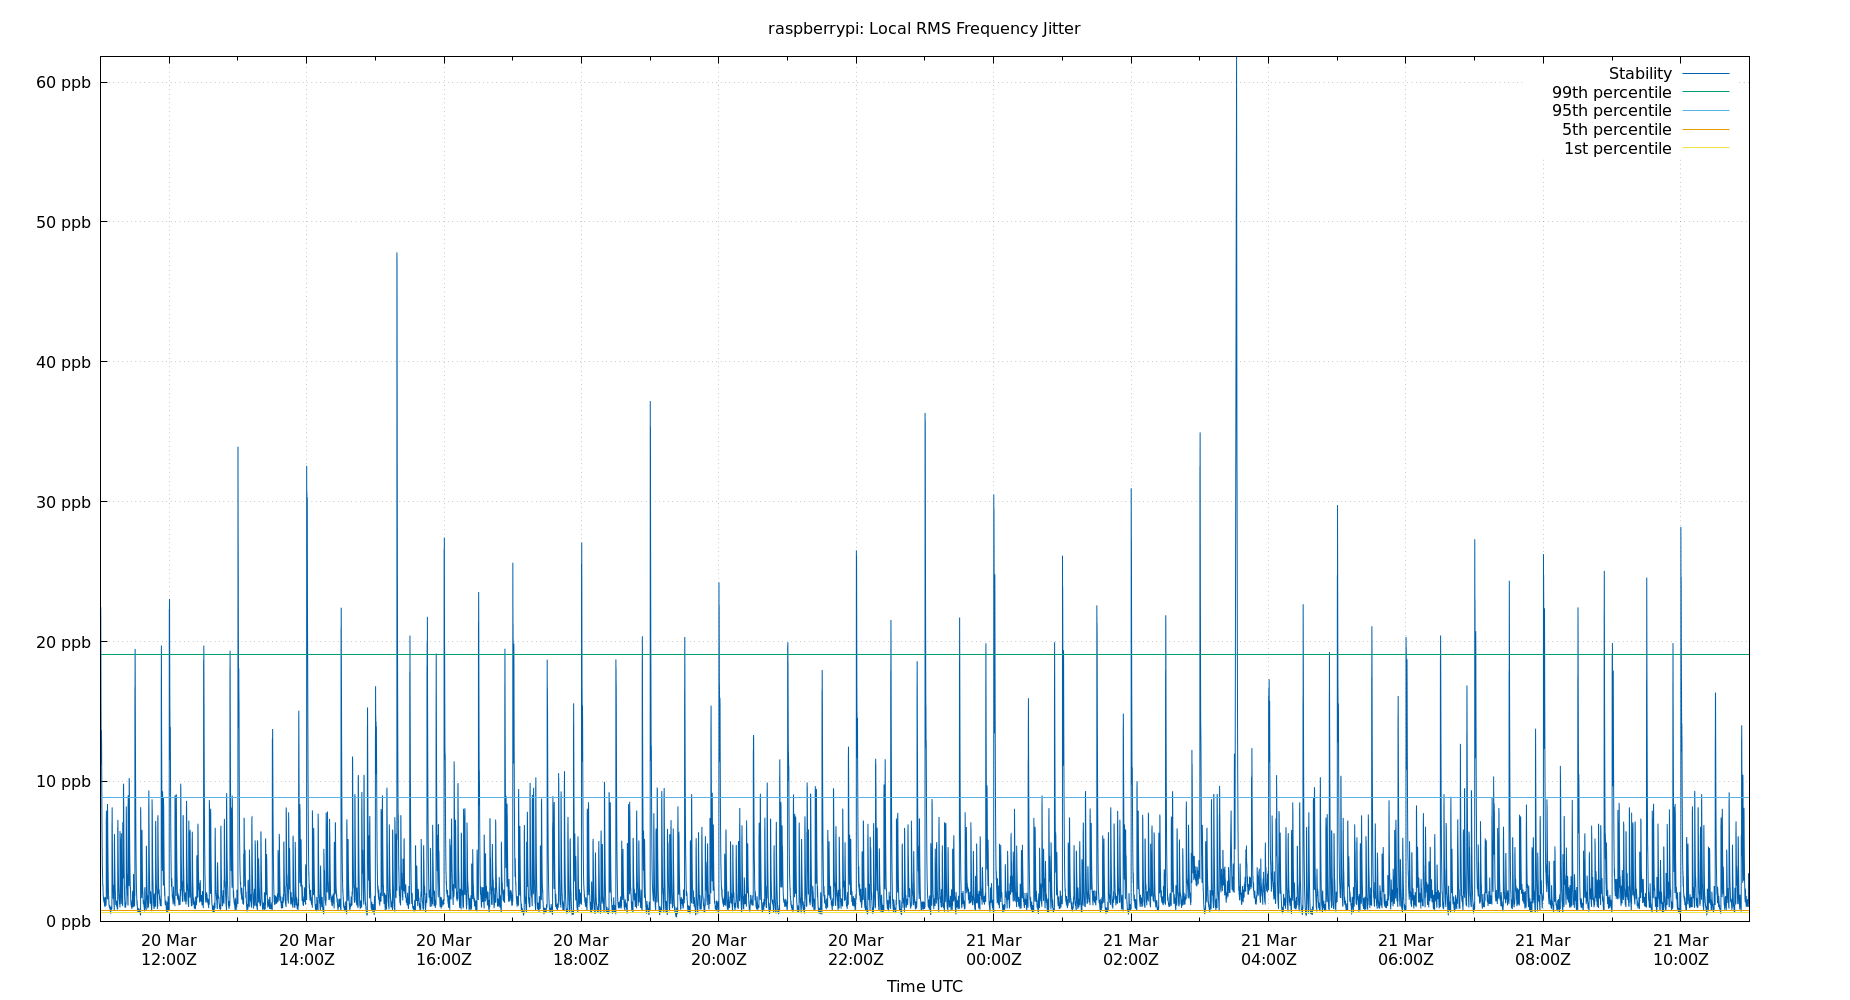 raspberrypi: Local RMS Frequency Jitter
60 ppb
50 ppb
40 ppb
30 ppb
20 ppb
10 ppb
0 ppb
Stability
99th percentile
95th percentile
5th percentile
1st percentile
20 Mar
12:00Z
20 Mar
14:00Z
20 Mar
16:00Z
20 Mar
18:00Z
20 Mar
20:00Z
20 Mar
22:00Z
21 Mar
00:00Z
21 Mar
02:00Z
21 Mar
04:00Z
21 Mar
06:00Z
21 Mar
08:00Z
21 Mar
10:00Z
Time UTC